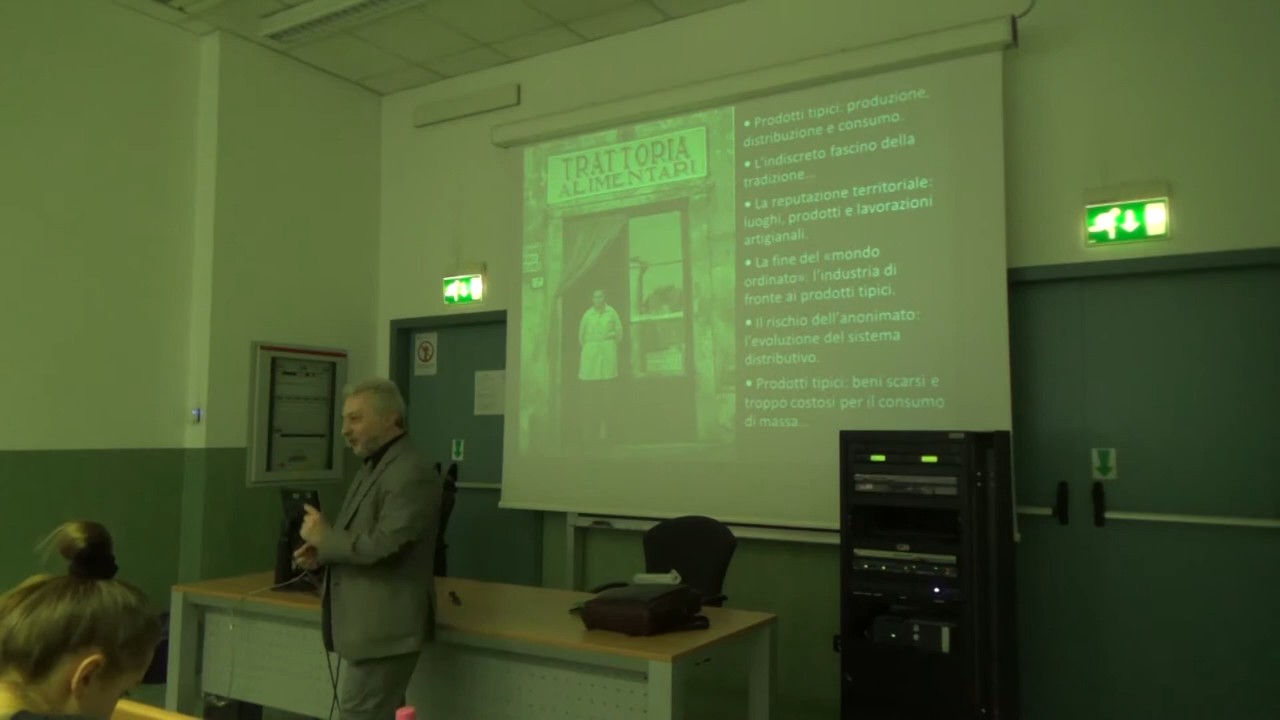 TRATTORIA
ALIMENTARI
• Prodotti tipici: produzione,
distribuzione e consumo.
• L'indiscreto fascino della
tradizione...
• La reputazione territoriale:
luoghi, prodotti e lavorazioni
artigianali.
• La fine del «mondo
ordinato»: l'industria di
fronte ai prodotti tipici.
• Il rischio dell'anonimato:
l'evoluzione del sistema
distributivo.
• Prodotti tipici: beni scarsi e
troppo costosi per il consumo
di massa...